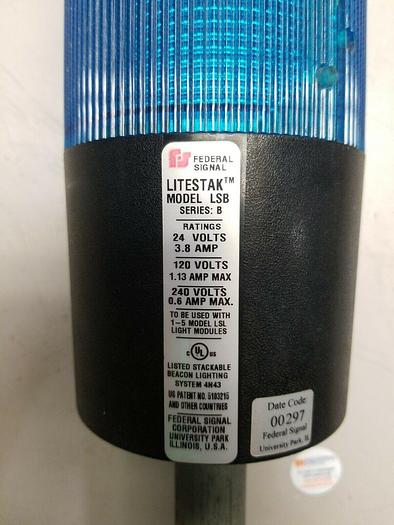 FEDERAL
SIGNAL
LITESTAK™
MODEL LSB
SERIES: B
RATINGS
24 VOLTS
3.8 AMP
120 VOLTS
1.13 AMP MAX
240 VOLTS
0.6 AMP MAX.
TO BE USED WITH
1-5 MODEL LSL
LIGHT MODULES
c UL us
LISTED STACKABLE
BEACON LIGHTING
SYSTEM 4N43
US PATENT NO. 5103215
AND OTHER COUNTRIES
FEDERAL SIGNAL
CORPORATION
UNIVERSITY PARK
ILLINOIS, U.S.A.
Date Code
00297
Federal Signal
University Park, IL